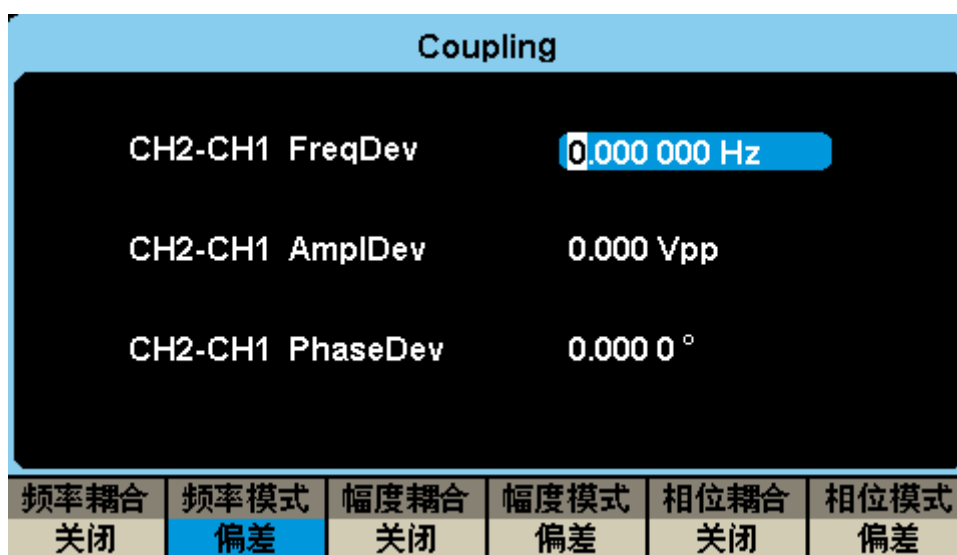 Coupling
CH2-CH1 FreqDev 0.000 000 Hz
CH2-CH1 AmplDev 0.000 Vpp
CH2-CH1 PhaseDev 0.000 0 °
频率耦合 频率模式 幅度耦合 幅度模式 相位耦合 相位模式
关闭 偏差 关闭 偏差 关闭 偏差